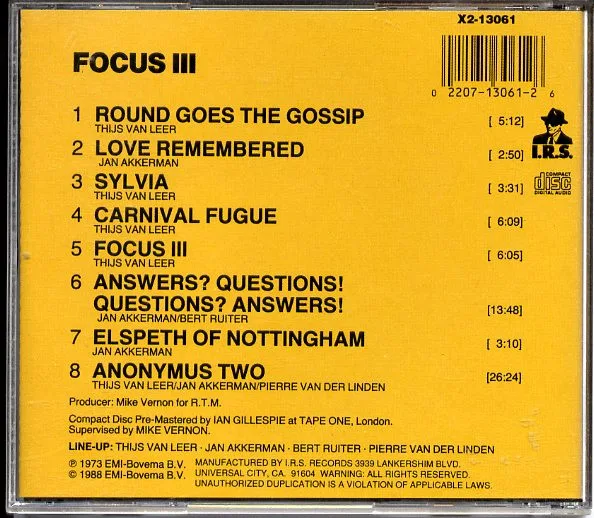 X2-13061
FOCUS III
0 2207-13061-2 6
1 ROUND GOES THE GOSSIP [ 5:12]
THIJS VAN LEER
I.R.S.
2 LOVE REMEMBERED [ 2:50]
JAN AKKERMAN
COMPACT
disc
DIGITAL AUDIO
3 SYLVIA [ 3:31]
THIJS VAN LEER
4 CARNIVAL FUGUE [ 6:09]
THIJS VAN LEER
5 FOCUS III [ 6:05]
THIJS VAN LEER
6 ANSWERS? QUESTIONS!
QUESTIONS? ANSWERS! [13:48]
JAN AKKERMAN/BERT RUITER
7 ELSPETH OF NOTTINGHAM [ 3:10]
JAN AKKERMAN
8 ANONYMUS TWO [26:24]
THIJS VAN LEER/JAN AKKERMAN/PIERRE VAN DER LINDEN
Producer: Mike Vernon for R.T.M.
Compact Disc Pre-Mastered by IAN GILLESPIE at TAPE ONE, London.
Supervised by MIKE VERNON.
LINE-UP: THIJS VAN LEER · JAN AKKERMAN · BERT RUITER · PIERRE VAN DER LINDEN
℗ 1973 EMI-Bovema B.V. MANUFACTURED BY I.R.S. RECORDS 3939 LANKERSHIM BLVD.
© 1988 EMI-Bovema B.V. UNIVERSAL CITY, CA. 91604 WARNING: ALL RIGHTS RESERVED.
UNAUTHORIZED DUPLICATION IS A VIOLATION OF APPLICABLE LAWS.